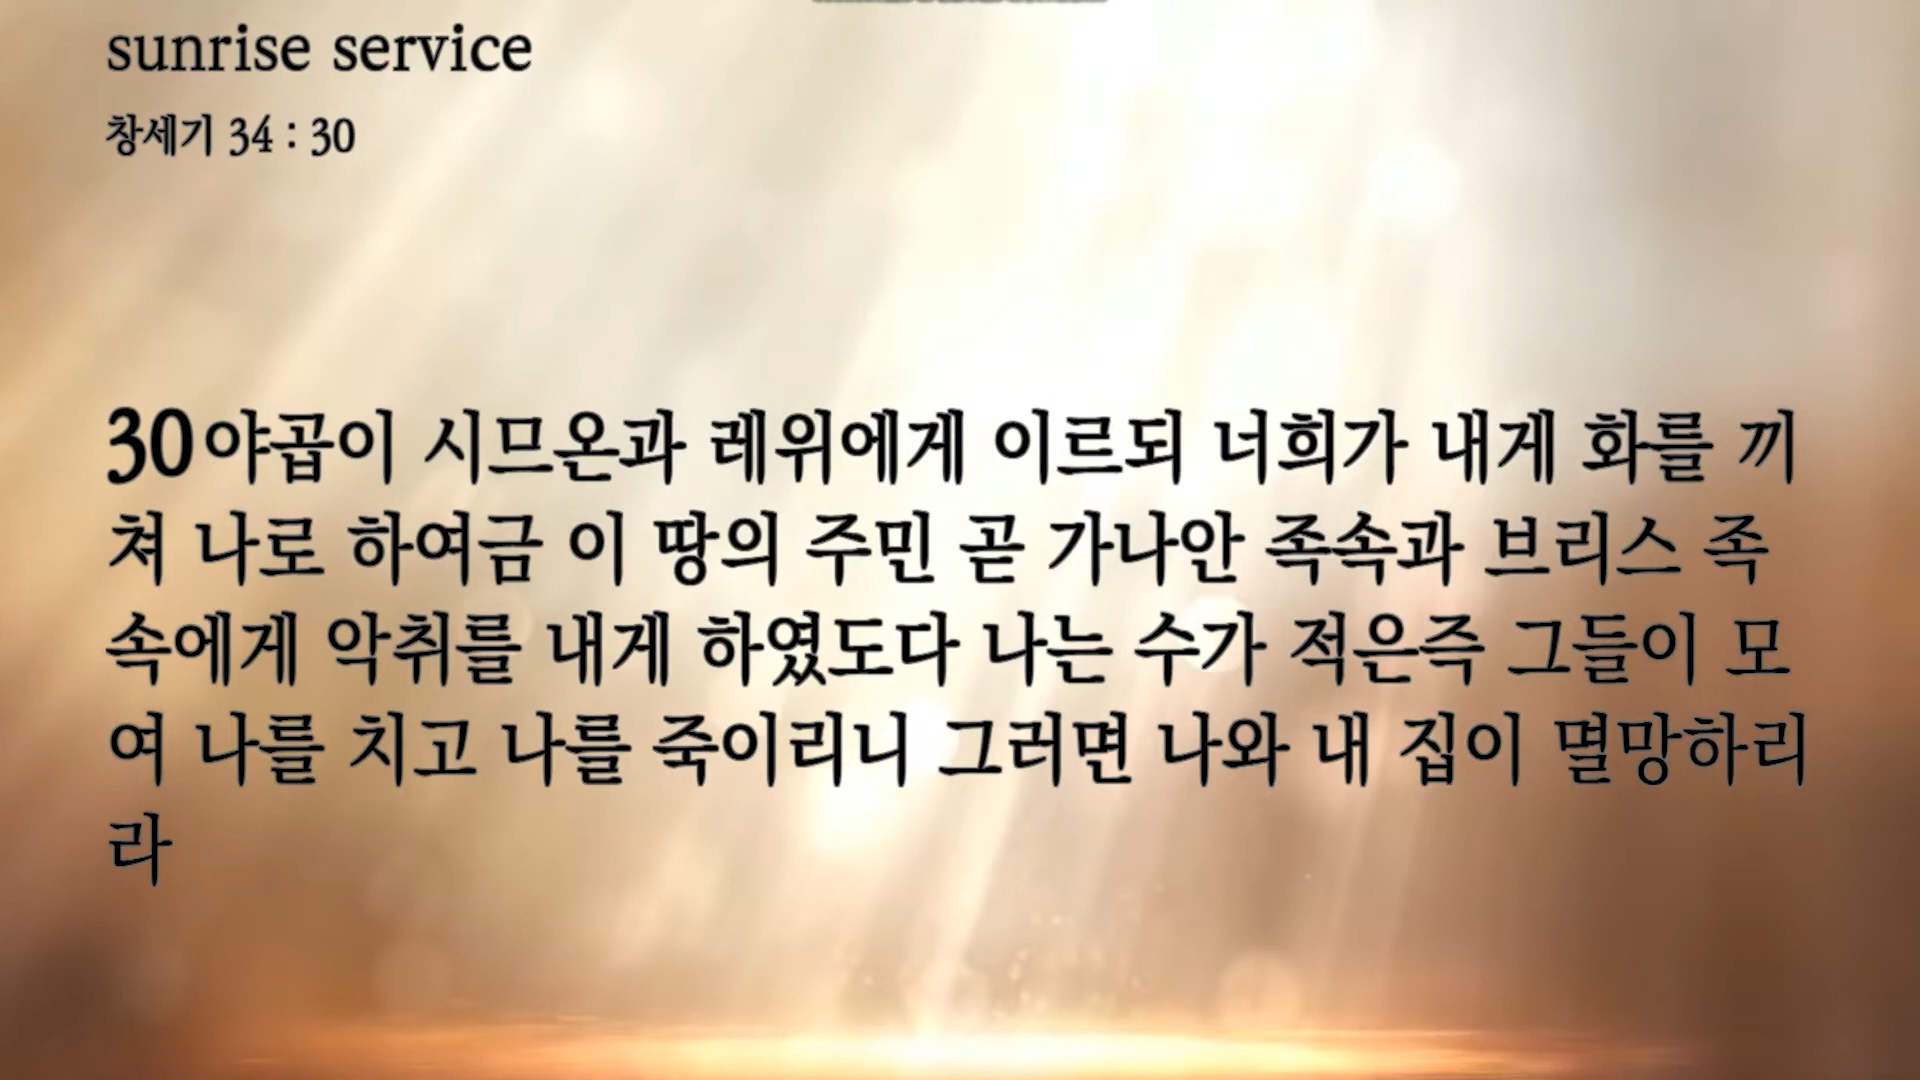 sunrise service
창세기 34 : 30
30야곱이 시므온과 레위에게 이르되 너희가 내게 화를 끼
쳐 나로 하여금 이 땅의 주민 곧 가나안 족속과 브리스 족
속에게 악취를 내게 하였도다 나는 수가 적은즉 그들이 모
여 나를 치고 나를 죽이리니 그러면 나와 내 집이 멸망하리
라